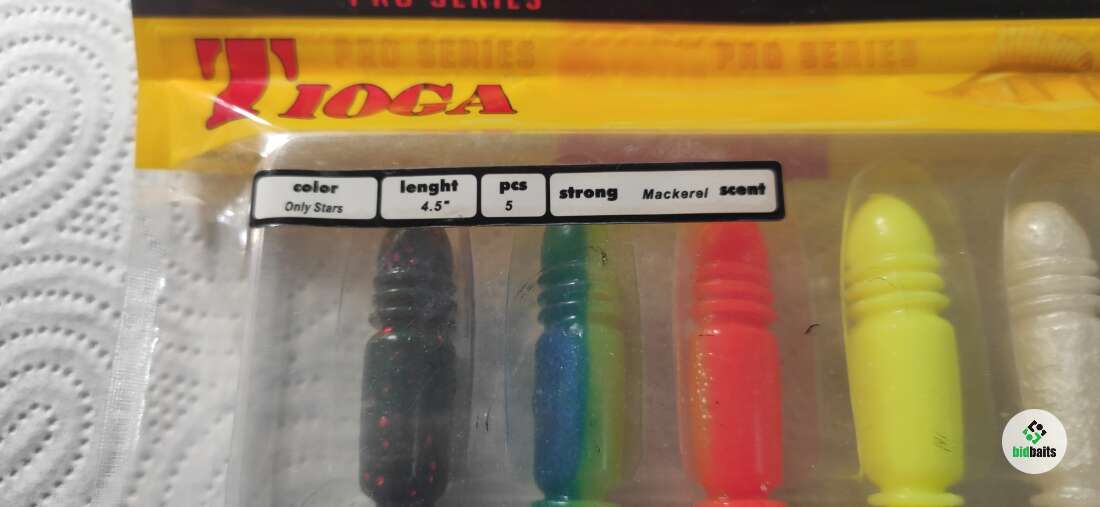 PRO SERIES
PRO SERIES PRO SERIES
TIOGA
color lenght pcs strong Mackerel scent
Only Stars 4.5" 5
bidbaits